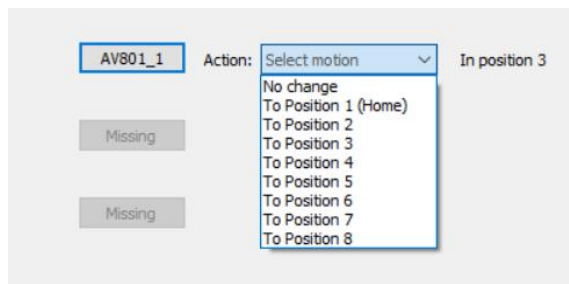 AV801_1 Action: Select motion In position 3
No change
To Position 1 (Home)
To Position 2
Missing
To Position 3
To Position 4
To Position 5
To Position 6
Missing
To Position 7
To Position 8